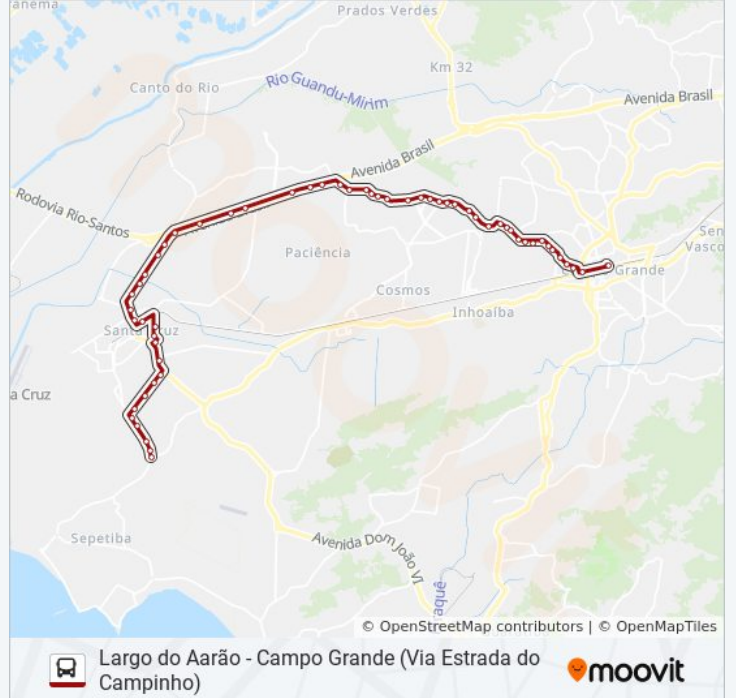 anema
Prados Verdes
Km 32
Canto do Rio
Rio Guandu-Mirim
Avenida Brasil
Avenida Brasil
Rodovia Rio-Santos
Sen
Vasco
Paciência
Grande
Cosmos
Inhoaíba
Santa Cruz
a Cruz
Sepetiba
Avenida Dom João VI
aquê
© OpenStreetMap contributors | © OpenMapTiles
Largo do Aarão - Campo Grande (Via Estrada do
Campinho)
moovit